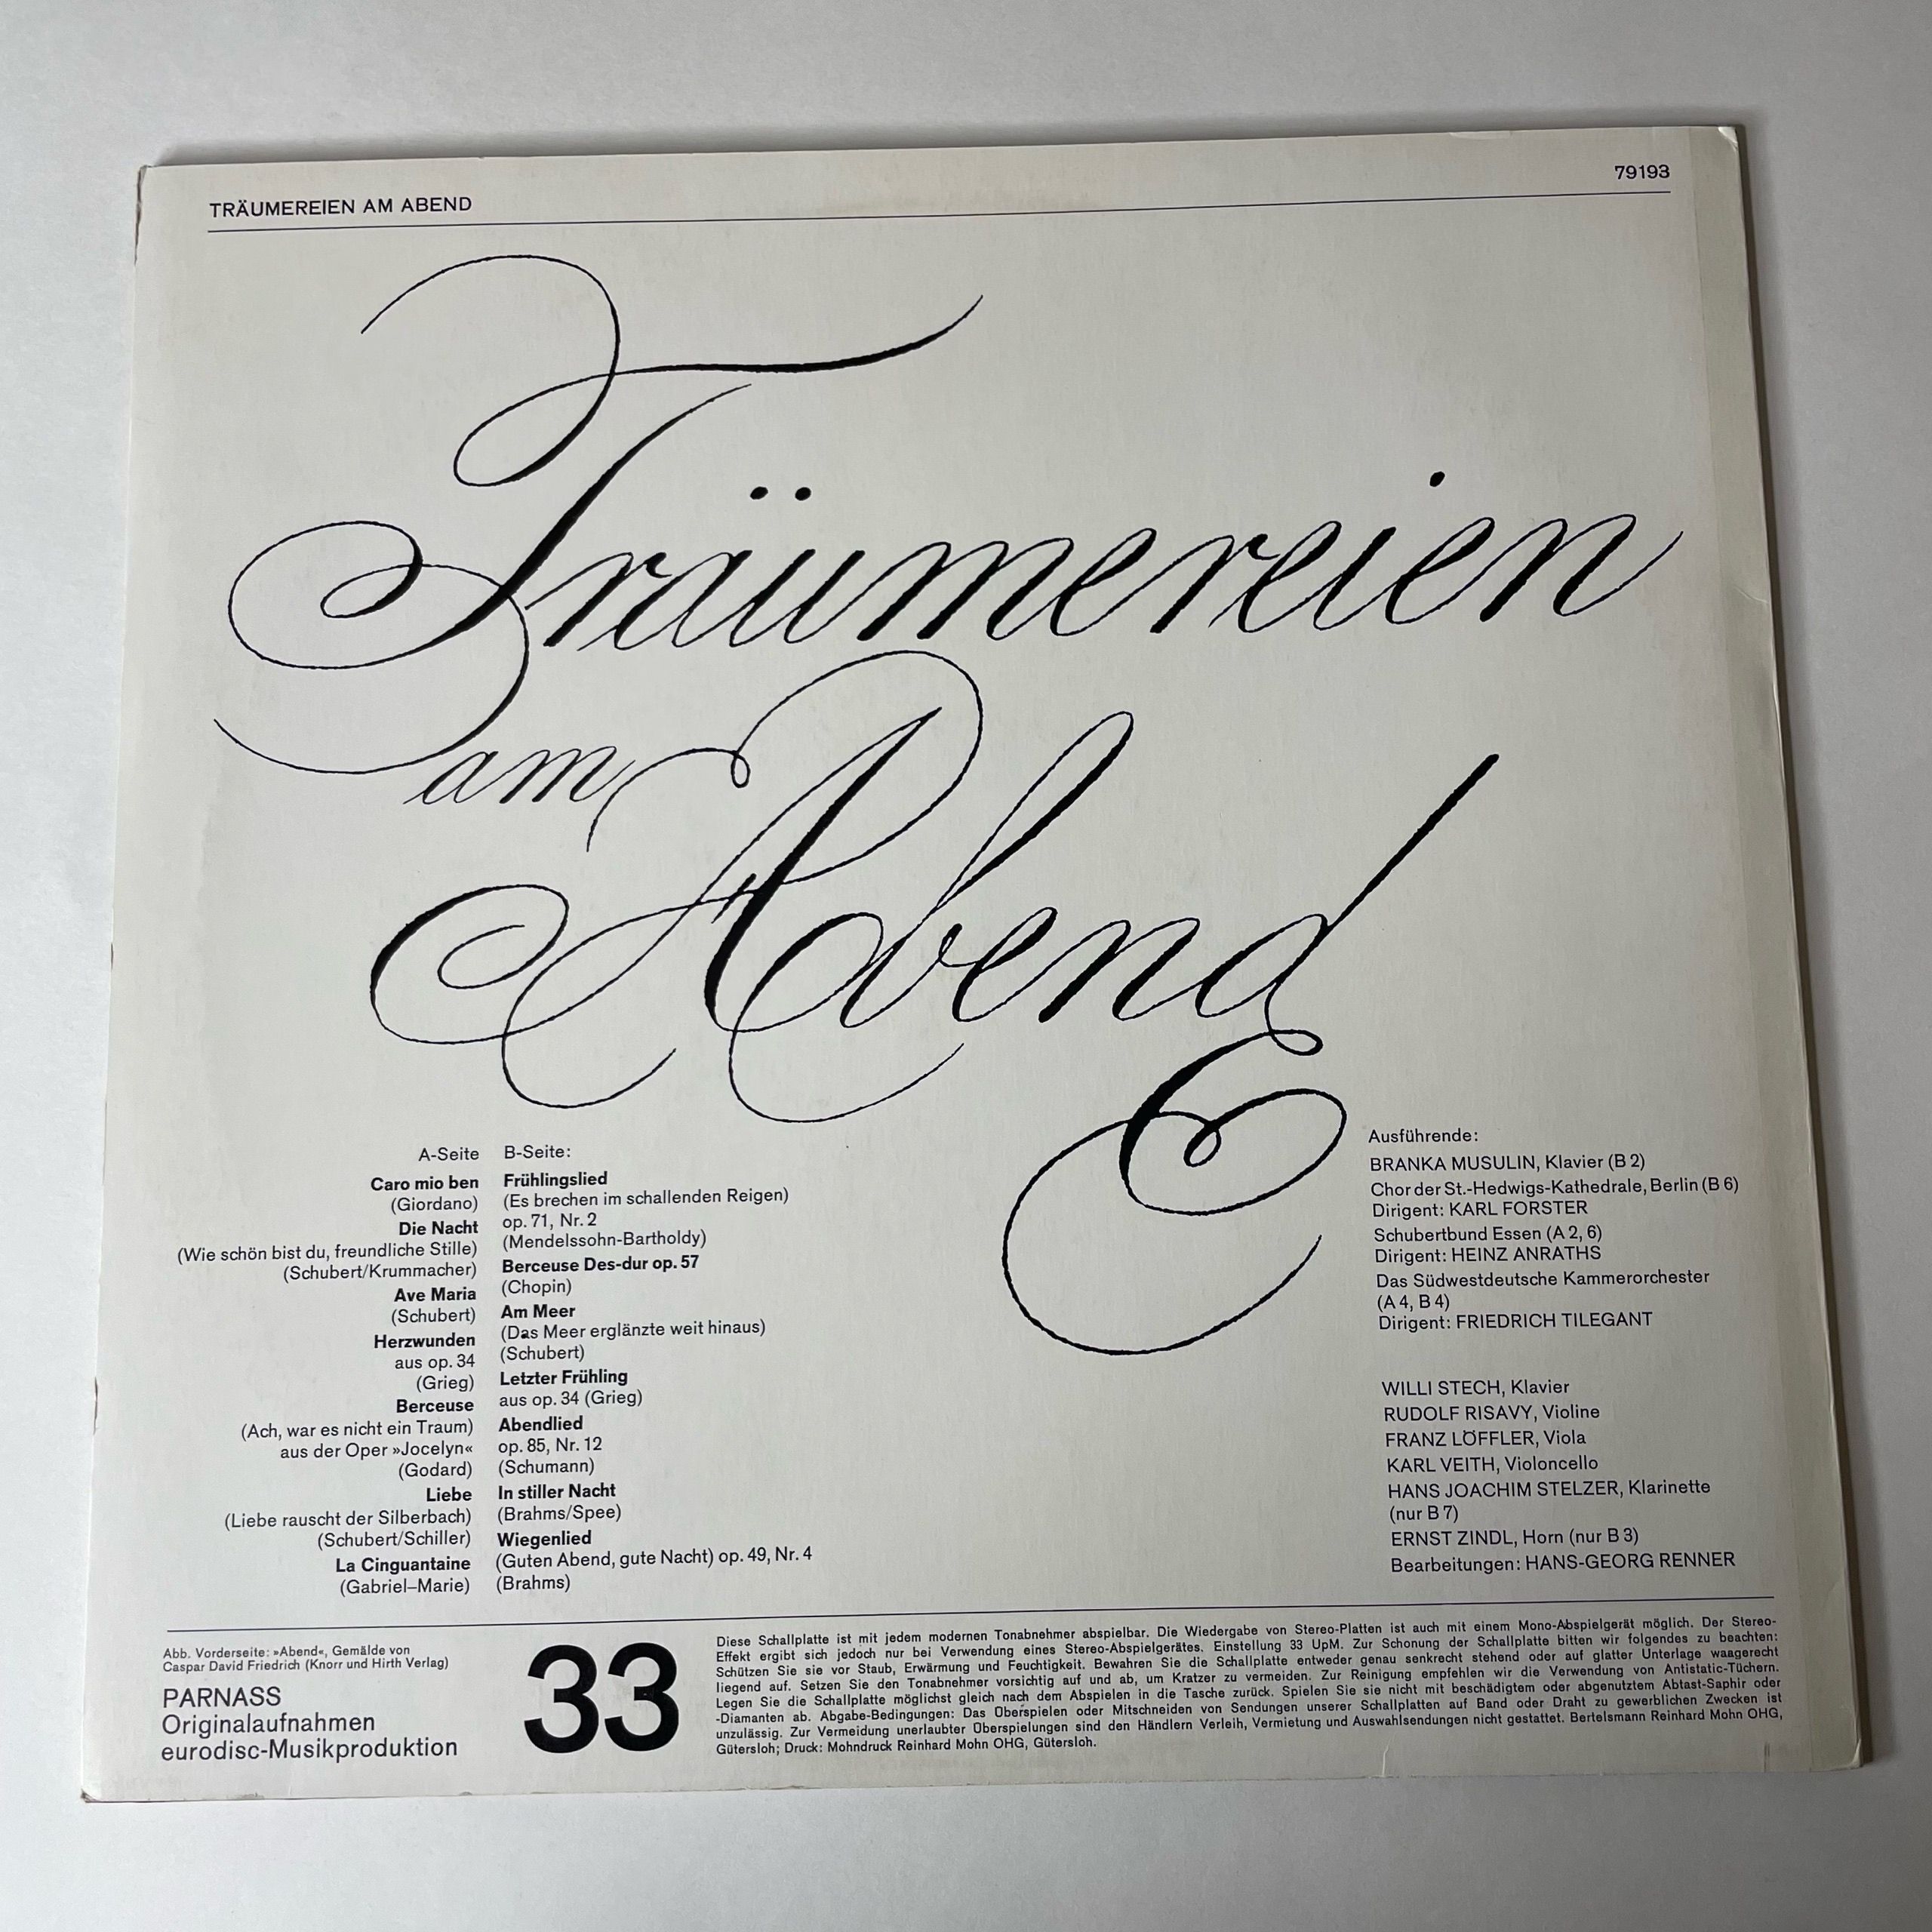 TRÄUMEREIEN AM ABEND
79193
Träumereien
am
Abend
A-Seite
Caro mio ben
(Giordano)
Die Nacht
(Wie schön bist du, freundliche Stille)
(Schubert/Krummacher)
Ave Maria
(Schubert)
Herzwunden
aus op. 34
(Grieg)
Berceuse
(Ach, war es nicht ein Traum)
aus der Oper »Jocelyn«
(Godard)
Liebe
(Liebe rauscht der Silberbach)
(Schubert/Schiller)
La Cinguantaine
(Gabriel–Marie)
B-Seite:
Frühlingslied
(Es brechen im schallenden Reigen)
op. 71, Nr. 2
(Mendelssohn-Bartholdy)
Berceuse Des-dur op. 57
(Chopin)
Am Meer
(Das Meer erglänzte weit hinaus)
(Schubert)
Letzter Frühling
aus op. 34 (Grieg)
Abendlied
op. 85, Nr. 12
(Schumann)
In stiller Nacht
(Brahms/Spee)
Wiegenlied
(Guten Abend, gute Nacht) op. 49, Nr. 4
(Brahms)
Ausführende:
BRANKA MUSULIN, Klavier (B 2)
Chor der St.-Hedwigs-Kathedrale, Berlin (B 6)
Dirigent: KARL FORSTER
Schubertbund Essen (A 2, 6)
Dirigent: HEINZ ANRATHS
Das Südwestdeutsche Kammerorchester
(A 4, B 4)
Dirigent: FRIEDRICH TILEGANT
WILLI STECH, Klavier
RUDOLF RISAVY, Violine
FRANZ LÖFFLER, Viola
KARL VEITH, Violoncello
HANS JOACHIM STELZER, Klarinette
(nur B 7)
ERNST ZINDL, Horn (nur B 3)
Bearbeitungen: HANS-GEORG RENNER
Abb. Vorderseite: »Abend«, Gemälde von
Caspar David Friedrich (Knorr und Hirth Verlag)
PARNASS
Originalaufnahmen
eurodisc-Musikproduktion
33
Diese Schallplatte ist mit jedem modernen Tonabnehmer abspielbar. Die Wiedergabe von Stereo-Platten ist auch mit einem Mono-Abspielgerät möglich. Der Stereo-
Effekt ergibt sich jedoch nur bei Verwendung eines Stereo-Abspielgerätes. Einstellung 33 UpM. Zur Schonung der Schallplatte bitten wir folgendes zu beachten:
Schützen Sie sie vor Staub, Erwärmung und Feuchtigkeit. Bewahren Sie die Schallplatte entweder genau senkrecht stehend oder auf glatter Unterlage waagerecht
liegend auf. Setzen Sie den Tonabnehmer vorsichtig auf und ab, um Kratzer zu vermeiden. Zur Reinigung empfehlen wir die Verwendung von Antistatic-Tüchern.
Legen Sie die Schallplatte möglichst gleich nach dem Abspielen in die Tasche zurück. Spielen Sie sie nicht mit beschädigtem oder abgenutztem Abtast-Saphir oder
-Diamanten ab. Abgabe-Bedingungen: Das Überspielen oder Mitschneiden von Sendungen unserer Schallplatten auf Band oder Draht zu gewerblichen Zwecken ist
unzulässig. Zur Vermeidung unerlaubter Überspielungen sind den Händlern Verleih, Vermietung und Auswahlsendungen nicht gestattet. Bertelsmann Reinhard Mohn OHG,
Gütersloh; Druck: Mohndruck Reinhard Mohn OHG, Gütersloh.